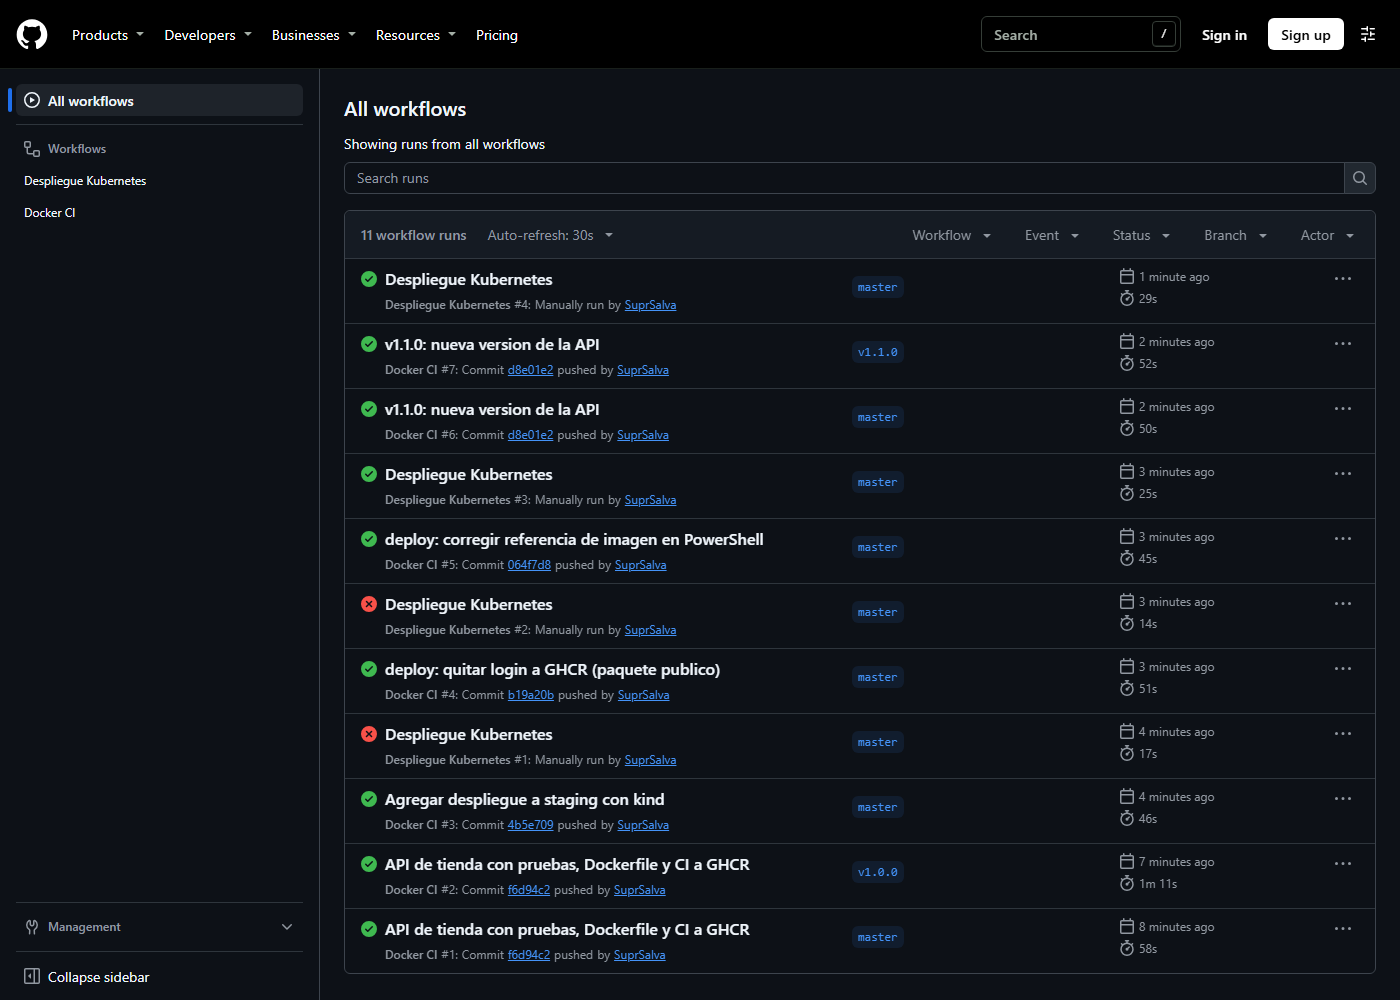 Products Developers Businesses Resources Pricing Search / Sign in Sign up
All workflows
Workflows
Despliegue Kubernetes
Docker CI
Management
Collapse sidebar
All workflows
Showing runs from all workflows
Search runs
11 workflow runs Auto-refresh: 30s Workflow Event Status Branch Actor
Despliegue Kubernetes
Despliegue Kubernetes #4: Manually run by SuprSalva
master
1 minute ago
29s
v1.1.0: nueva version de la API
Docker CI #7: Commit d8e01e2 pushed by SuprSalva
v1.1.0
2 minutes ago
52s
v1.1.0: nueva version de la API
Docker CI #6: Commit d8e01e2 pushed by SuprSalva
master
2 minutes ago
50s
Despliegue Kubernetes
Despliegue Kubernetes #3: Manually run by SuprSalva
master
3 minutes ago
25s
deploy: corregir referencia de imagen en PowerShell
Docker CI #5: Commit 064f7d8 pushed by SuprSalva
master
3 minutes ago
45s
Despliegue Kubernetes
Despliegue Kubernetes #2: Manually run by SuprSalva
master
3 minutes ago
14s
deploy: quitar login a GHCR (paquete publico)
Docker CI #4: Commit b19a20b pushed by SuprSalva
master
3 minutes ago
51s
Despliegue Kubernetes
Despliegue Kubernetes #1: Manually run by SuprSalva
master
4 minutes ago
17s
Agregar despliegue a staging con kind
Docker CI #3: Commit 4b5e709 pushed by SuprSalva
master
4 minutes ago
46s
API de tienda con pruebas, Dockerfile y CI a GHCR
Docker CI #2: Commit f6d94c2 pushed by SuprSalva
v1.0.0
7 minutes ago
1m 11s
API de tienda con pruebas, Dockerfile y CI a GHCR
Docker CI #1: Commit f6d94c2 pushed by SuprSalva
master
8 minutes ago
58s